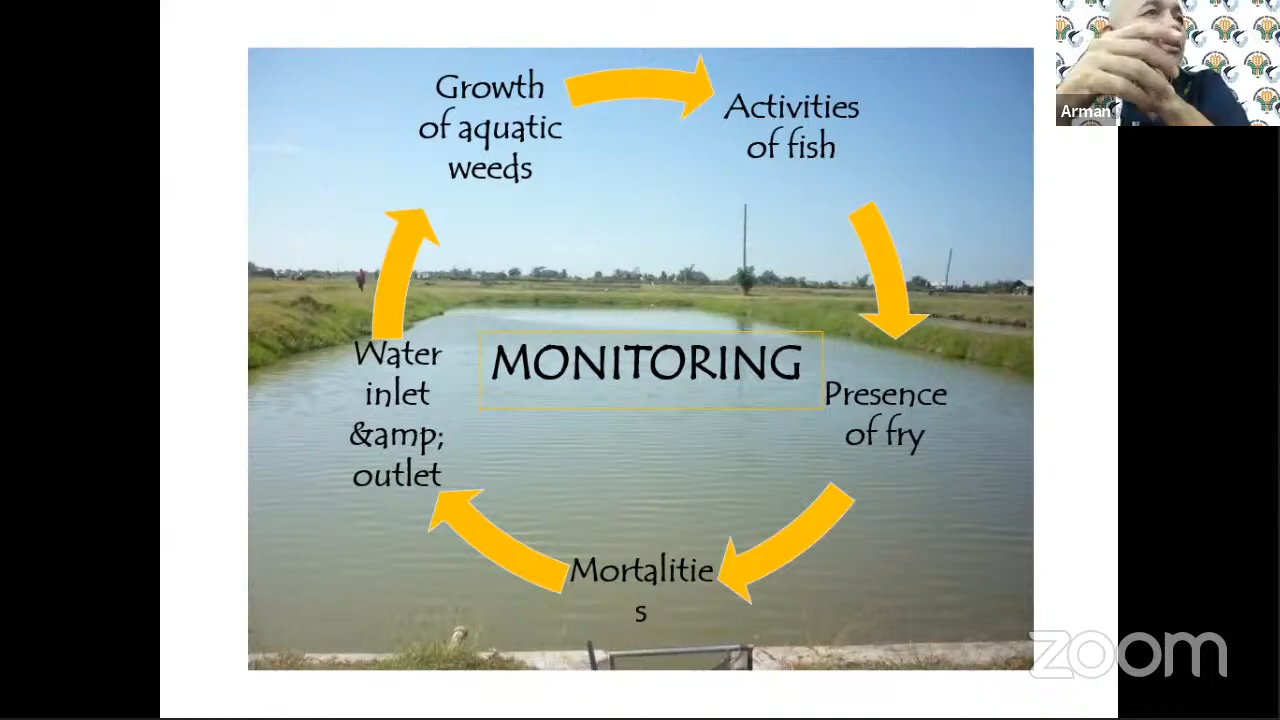 Growth
of aquatic
weeds
Activities
of fish
Arman
MONITORING
Water
inlet
&amp;
outlet
Presence
of fry
Mortalitie
s
zoom